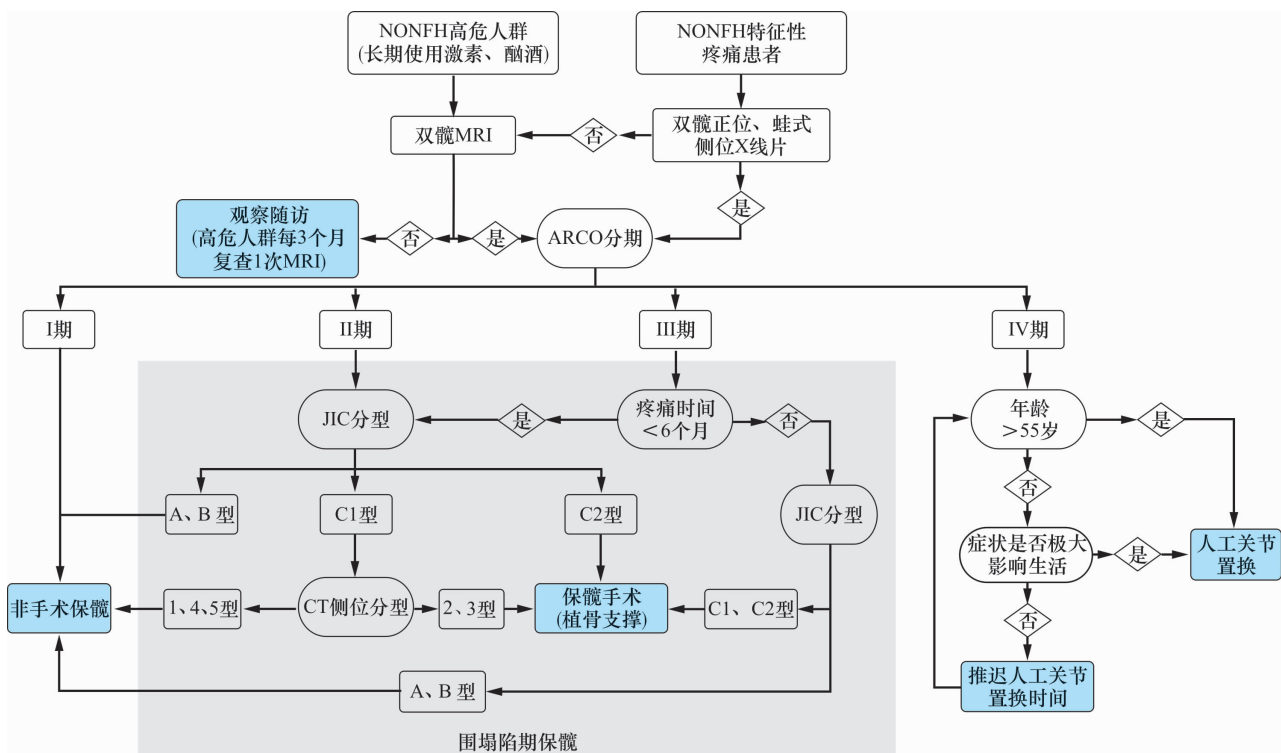 NONFH高危人群
(长期使用激素、酗酒)
NONFH特征性
疼痛患者
双髋MRI
否
双髋正位、蛙式
侧位X线片
是
观察随访
(高危人群每3个月
复查1次MRI)
否
是
ARCO分期
I期
II期
III期
IV期
JIC分型
是
疼痛时间
＜6个月
否
年龄
＞55岁
是
否
A、B 型
C1型
C2型
JIC分型
症状是否极大
影响生活
是
人工关节
置换
非手术保髋
1、4、5型
CT侧位分型
2、3型
保髋手术
(植骨支撑)
C1、C2型
否
A、B 型
推迟人工关节
置换时间
围塌陷期保髋